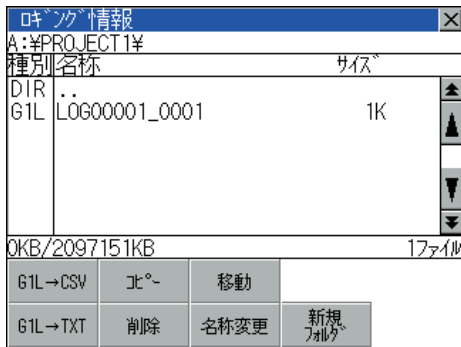 ﾛｷﾞﾝｸﾞ情報
A:¥PROJECT1¥
種別 名称 ｻｲｽﾞ
DIR ..
G1L LOG00001_0001 1K
0KB/2097151KB 1ﾌｧｲﾙ
G1L→CSV ｺﾋﾟｰ 移動
G1L→TXT 削除 名称変更 新規
ﾌｫﾙﾀﾞ